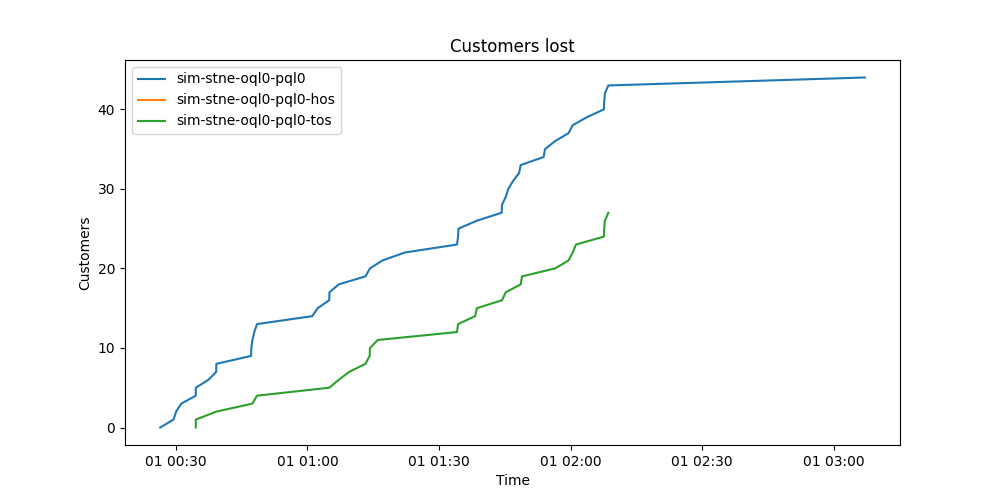 Customers lost
sim-stne-oql0-pql0
sim-stne-oql0-pql0-hos
sim-stne-oql0-pql0-tos
Customers
40
30
20
10
0
01 00:30
01 01:00
01 01:30
01 02:00
01 02:30
01 03:00
Time